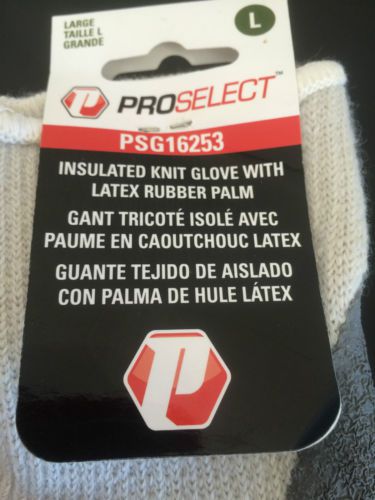 LARGE
TAILLE L
GRANDE
L
PROSELECT™
PSG16253
INSULATED KNIT GLOVE WITH
LATEX RUBBER PALM
GANT TRICOTÉ ISOLÉ AVEC
PAUME EN CAOUTCHOUC LATEX
GUANTE TEJIDO DE AISLADO
CON PALMA DE HULE LÁTEX